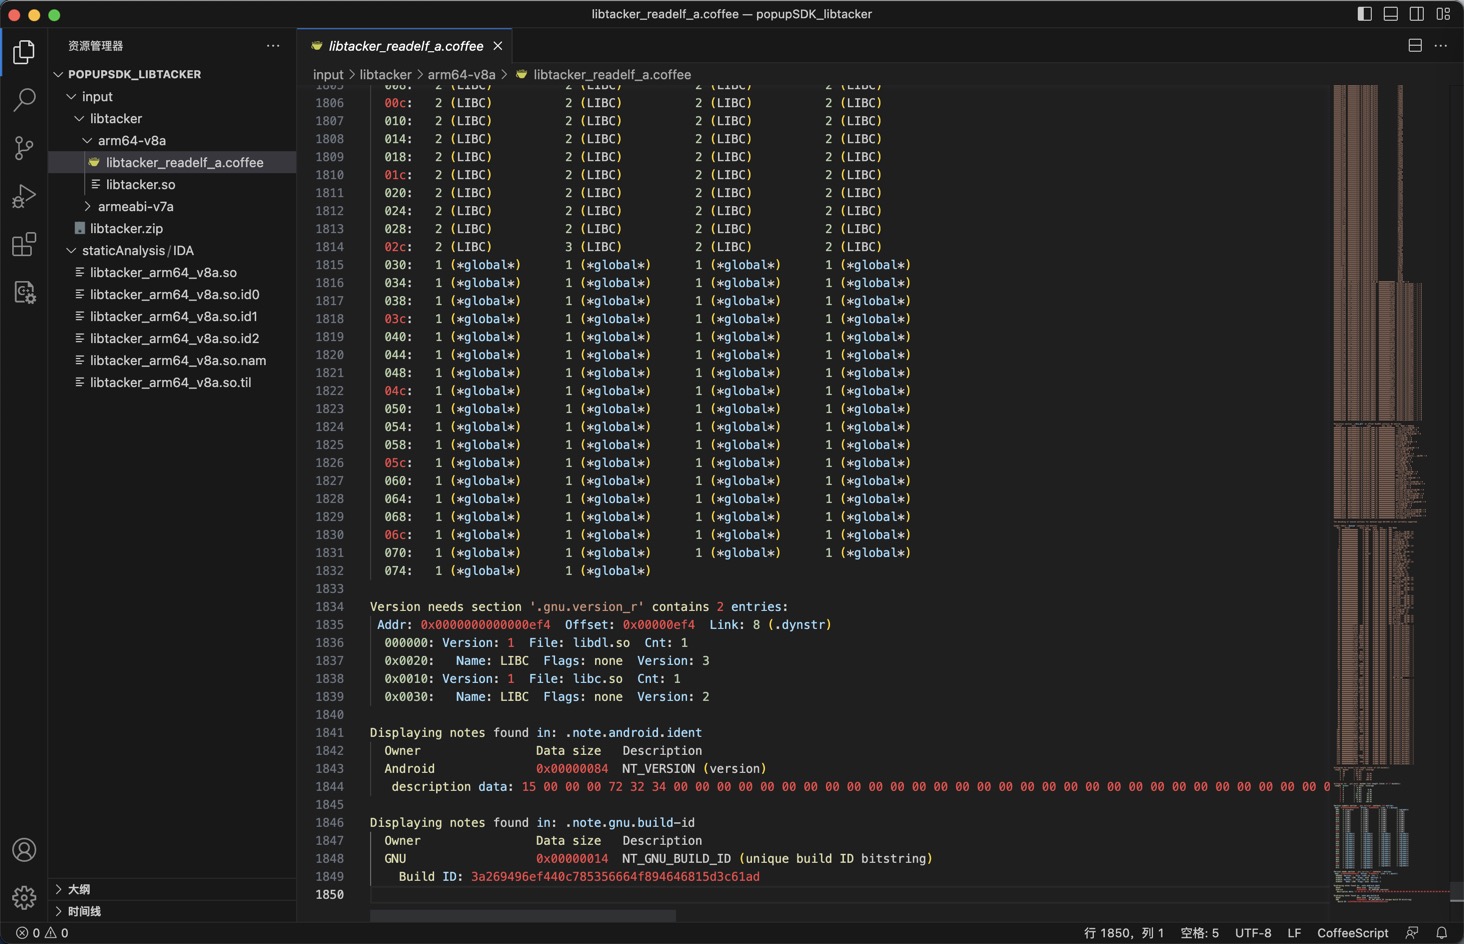 libtacker_readelf_a.coffee — popupSDK_libtacker
资源管理器
POPUPSDK_LIBTACKER
input
libtacker
arm64-v8a
libtacker_readelf_a.coffee
libtacker.so
armeabi-v7a
libtacker.zip
staticAnalysis/IDA
libtacker_arm64_v8a.so
libtacker_arm64_v8a.so.id0
libtacker_arm64_v8a.so.id1
libtacker_arm64_v8a.so.id2
libtacker_arm64_v8a.so.nam
libtacker_arm64_v8a.so.til
大纲
时间线
libtacker_readelf_a.coffee
input > libtacker > arm64-v8a > libtacker_readelf_a.coffee
1805 008: 2 (LIBC) 2 (LIBC) 2 (LIBC) 2 (LIBC)
1806 00c: 2 (LIBC) 2 (LIBC) 2 (LIBC) 2 (LIBC)
1807 010: 2 (LIBC) 2 (LIBC) 2 (LIBC) 2 (LIBC)
1808 014: 2 (LIBC) 2 (LIBC) 2 (LIBC) 2 (LIBC)
1809 018: 2 (LIBC) 2 (LIBC) 2 (LIBC) 2 (LIBC)
1810 01c: 2 (LIBC) 2 (LIBC) 2 (LIBC) 2 (LIBC)
1811 020: 2 (LIBC) 2 (LIBC) 2 (LIBC) 2 (LIBC)
1812 024: 2 (LIBC) 2 (LIBC) 2 (LIBC) 2 (LIBC)
1813 028: 2 (LIBC) 2 (LIBC) 2 (LIBC) 2 (LIBC)
1814 02c: 2 (LIBC) 3 (LIBC) 2 (LIBC) 2 (LIBC)
1815 030: 1 (*global*) 1 (*global*) 1 (*global*) 1 (*global*)
1816 034: 1 (*global*) 1 (*global*) 1 (*global*) 1 (*global*)
1817 038: 1 (*global*) 1 (*global*) 1 (*global*) 1 (*global*)
1818 03c: 1 (*global*) 1 (*global*) 1 (*global*) 1 (*global*)
1819 040: 1 (*global*) 1 (*global*) 1 (*global*) 1 (*global*)
1820 044: 1 (*global*) 1 (*global*) 1 (*global*) 1 (*global*)
1821 048: 1 (*global*) 1 (*global*) 1 (*global*) 1 (*global*)
1822 04c: 1 (*global*) 1 (*global*) 1 (*global*) 1 (*global*)
1823 050: 1 (*global*) 1 (*global*) 1 (*global*) 1 (*global*)
1824 054: 1 (*global*) 1 (*global*) 1 (*global*) 1 (*global*)
1825 058: 1 (*global*) 1 (*global*) 1 (*global*) 1 (*global*)
1826 05c: 1 (*global*) 1 (*global*) 1 (*global*) 1 (*global*)
1827 060: 1 (*global*) 1 (*global*) 1 (*global*) 1 (*global*)
1828 064: 1 (*global*) 1 (*global*) 1 (*global*) 1 (*global*)
1829 068: 1 (*global*) 1 (*global*) 1 (*global*) 1 (*global*)
1830 06c: 1 (*global*) 1 (*global*) 1 (*global*) 1 (*global*)
1831 070: 1 (*global*) 1 (*global*) 1 (*global*) 1 (*global*)
1832 074: 1 (*global*) 1 (*global*)
1833
1834 Version needs section '.gnu.version_r' contains 2 entries:
1835 Addr: 0x0000000000000ef4 Offset: 0x00000ef4 Link: 8 (.dynstr)
1836 000000: Version: 1 File: libdl.so Cnt: 1
1837 0x0020: Name: LIBC Flags: none Version: 3
1838 0x0010: Version: 1 File: libc.so Cnt: 1
1839 0x0030: Name: LIBC Flags: none Version: 2
1840
1841 Displaying notes found in: .note.android.ident
1842 Owner Data size Description
1843 Android 0x00000084 NT_VERSION (version)
1844 description data: 15 00 00 00 72 32 34 00 00 00 00 00 00 00 00 00 00 00 00 00 00 00 00 00 00 00 00 00 00 00 00 00 00 00 00 00 0
1845
1846 Displaying notes found in: .note.gnu.build-id
1847 Owner Data size Description
1848 GNU 0x00000014 NT_GNU_BUILD_ID (unique build ID bitstring)
1849 Build ID: 3a269496ef440c785356664f894646815d3c61ad
1850
0 0
行 1850，列 1 空格: 5 UTF-8 LF CoffeeScript